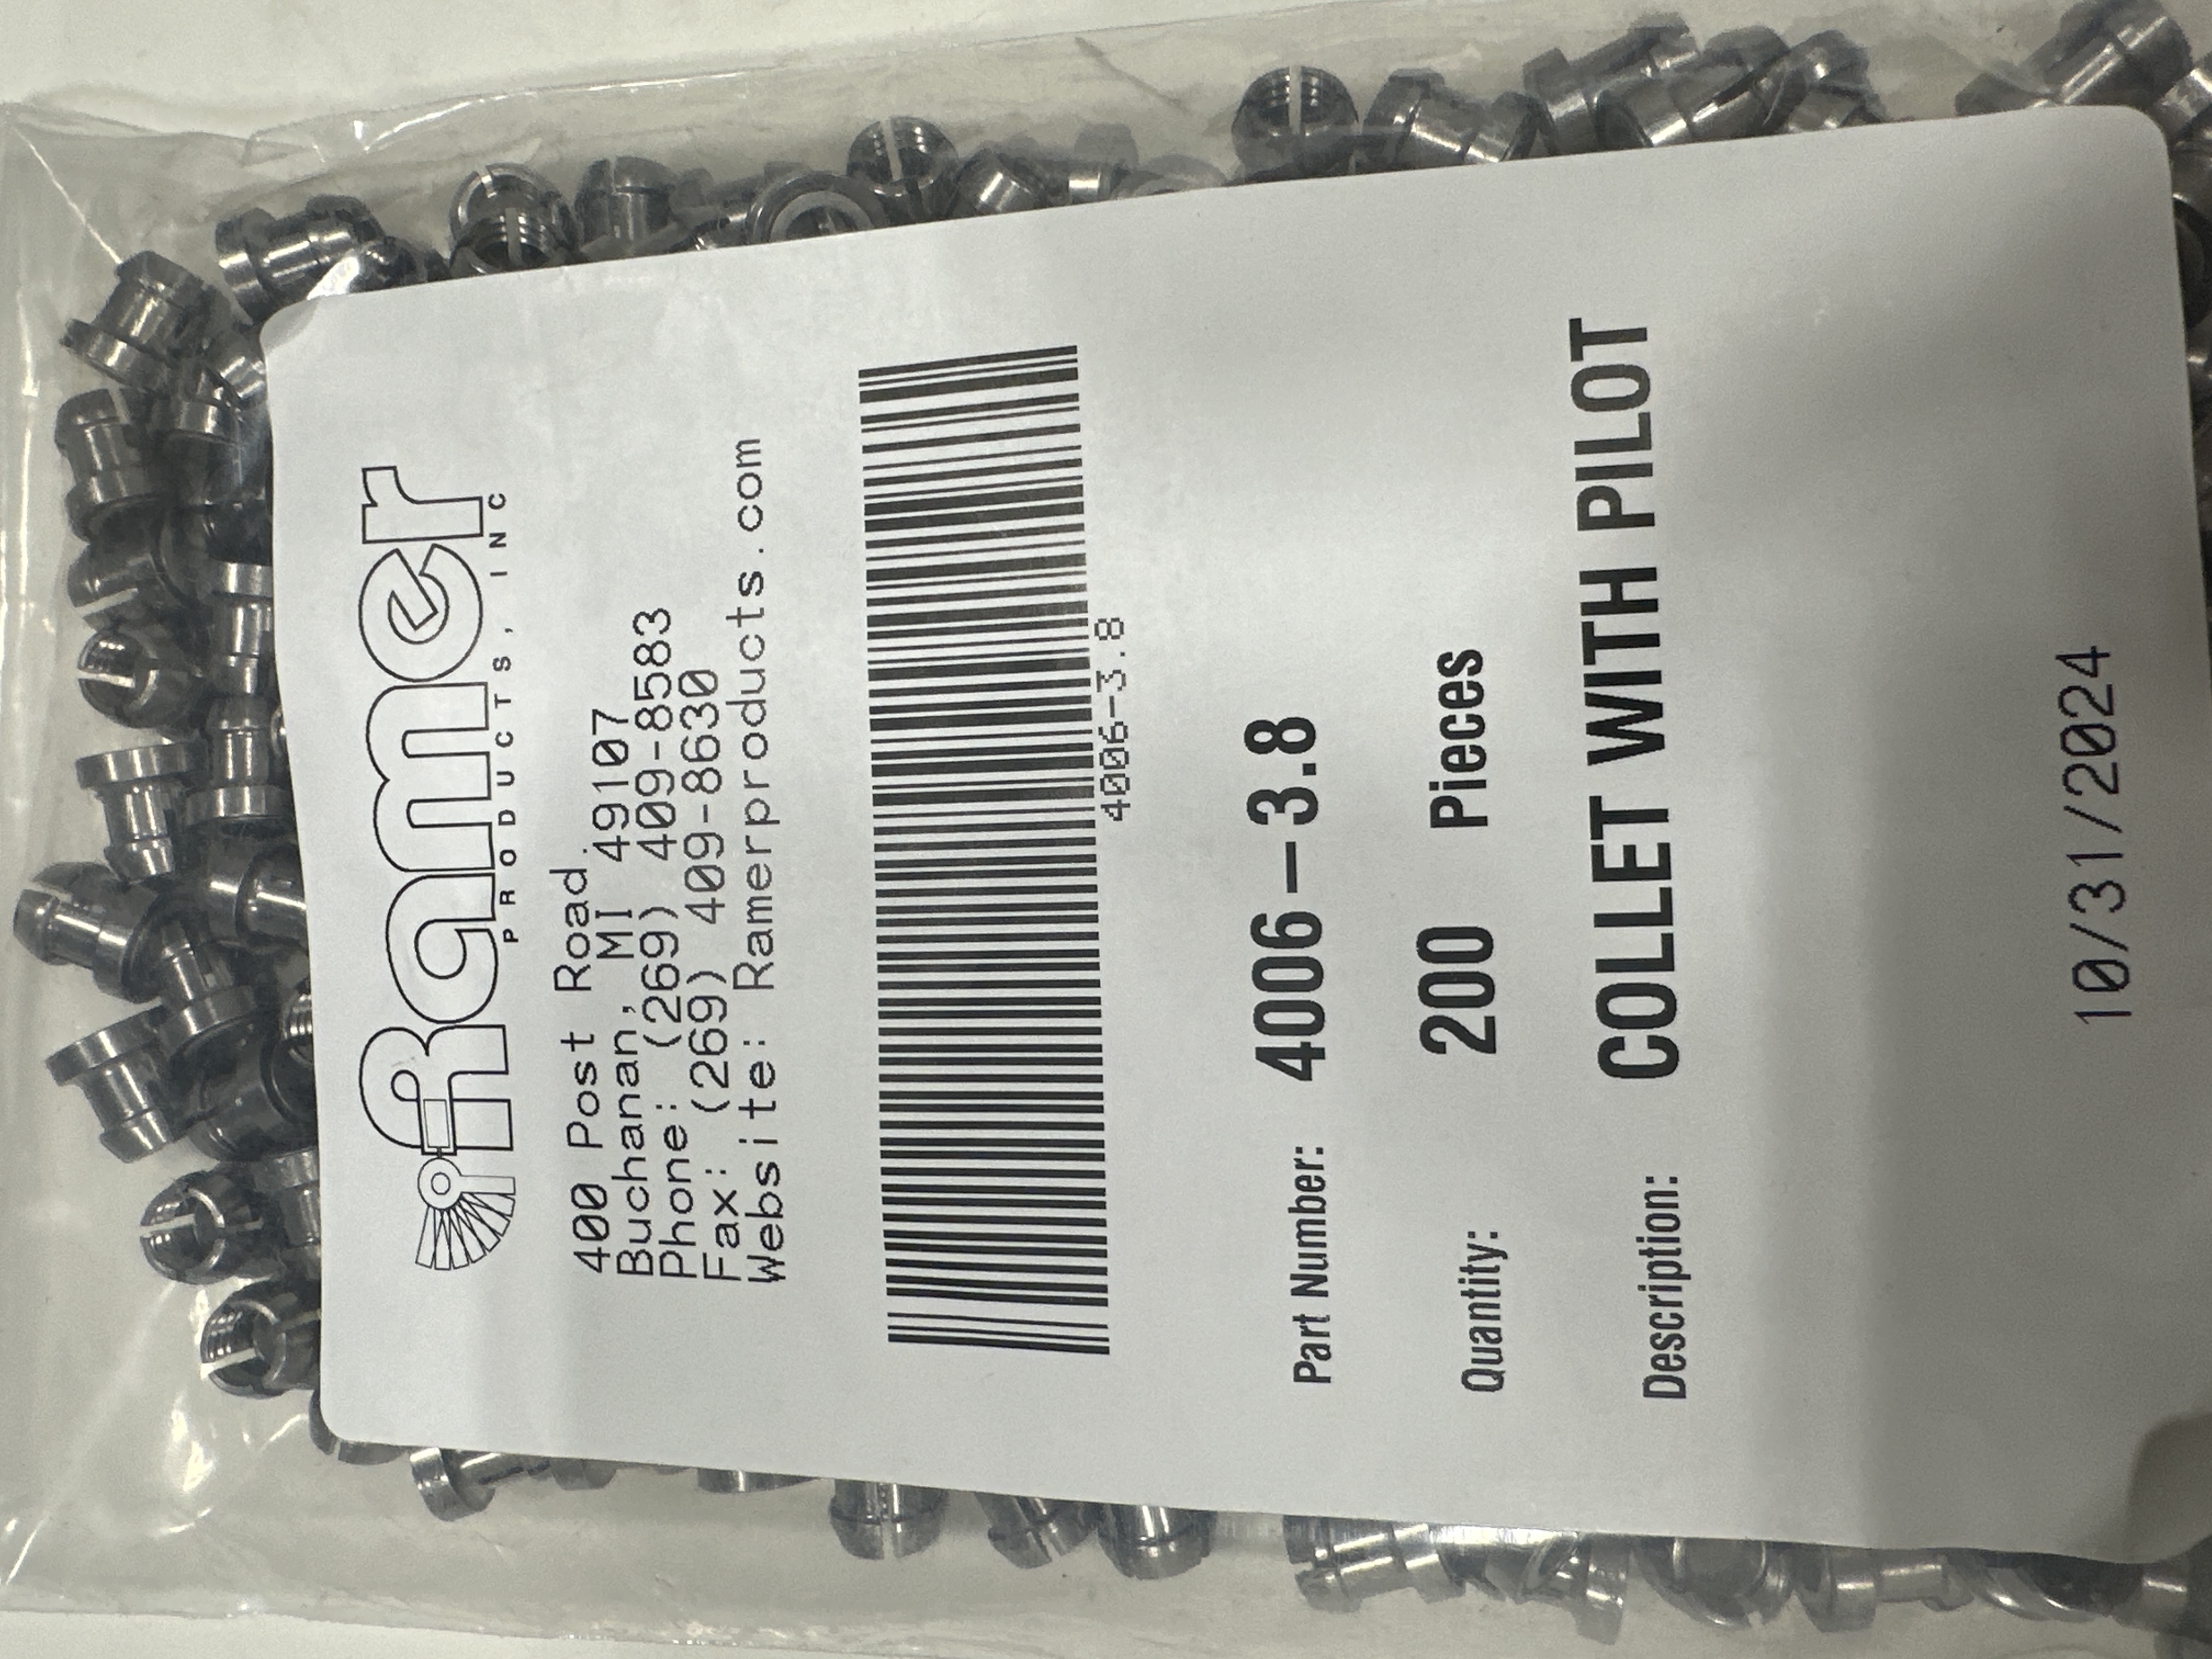 Ramer
PRODUCTS, INC
400 Post Road
Buchanan, MI 49107
Phone: (269) 409-8583
Fax: (269) 409-8630
Website: Ramerproducts.com
4006-3.8
Part Number: 4006-3.8
Quantity: 200 Pieces
Description: COLLET WITH PILOT
10/31/2024